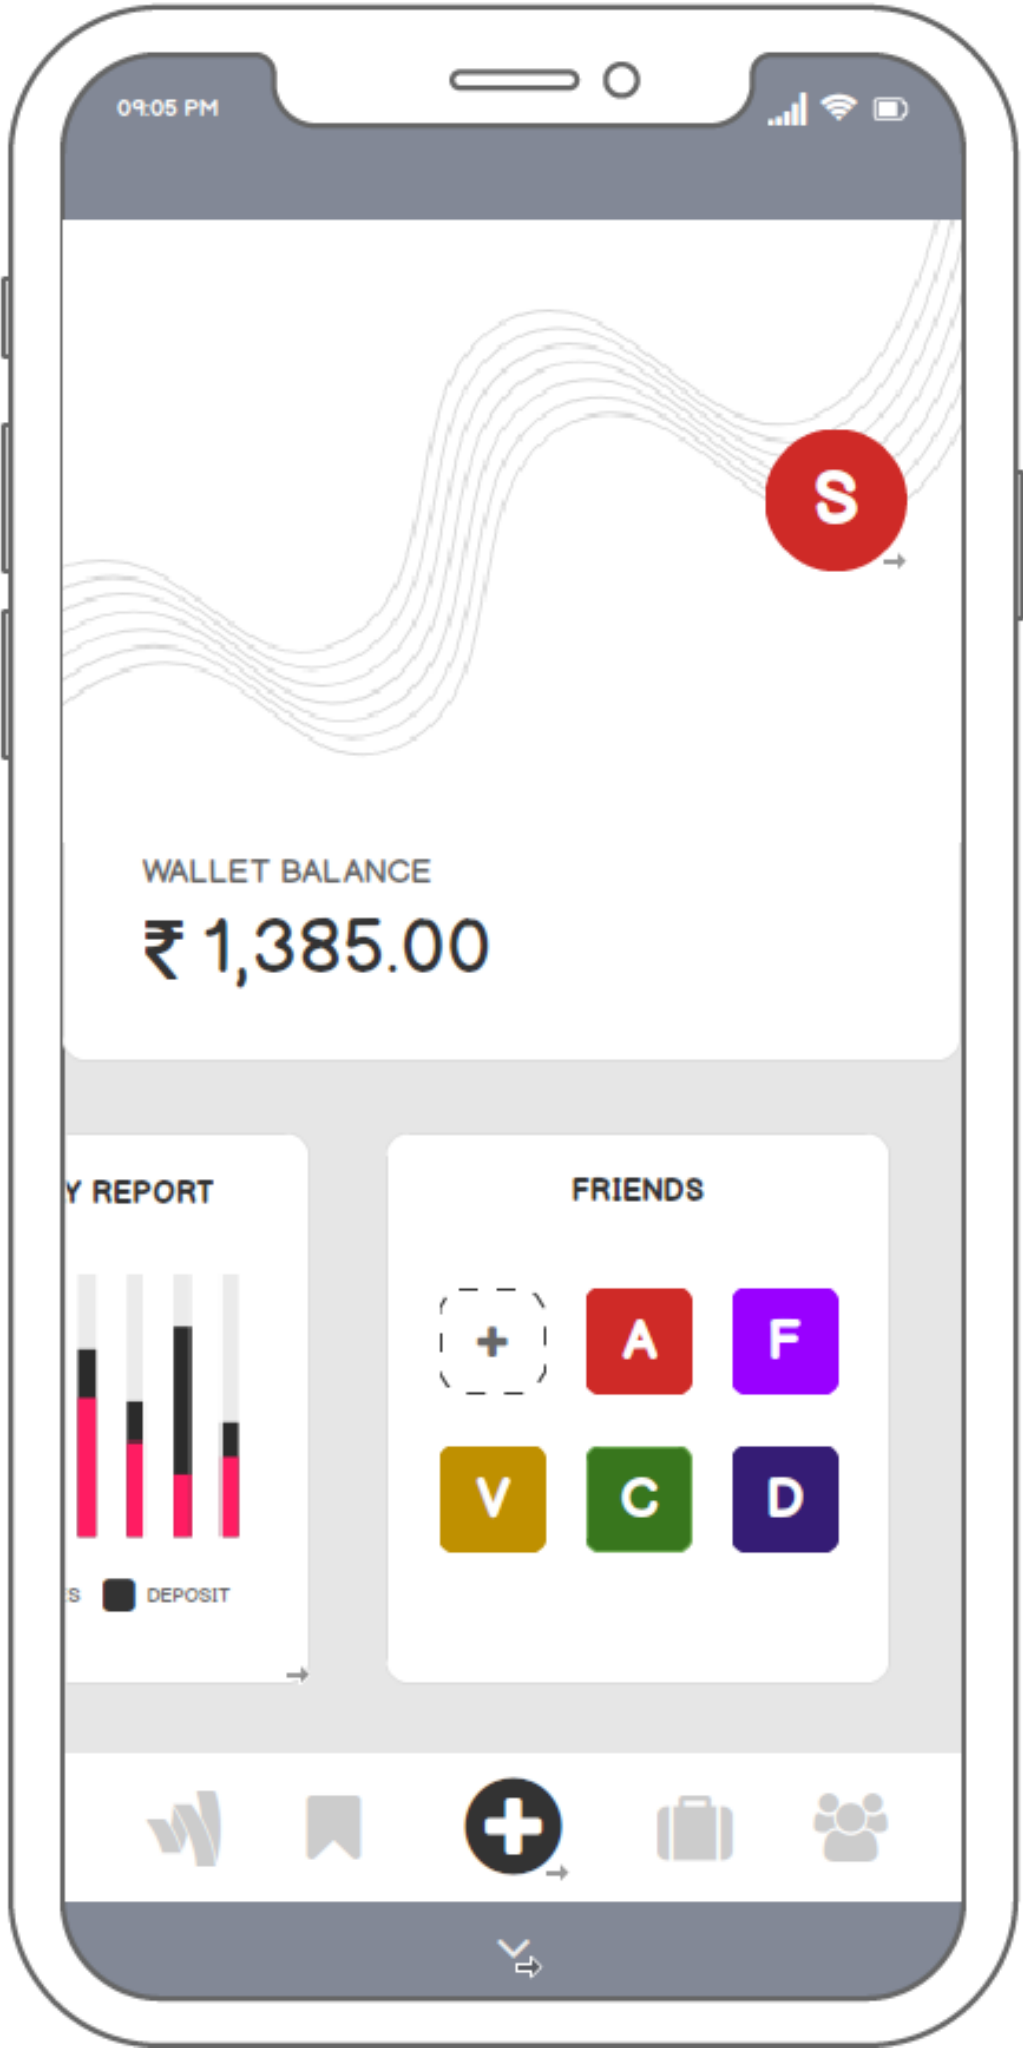 09:05 PM
S
WALLET BALANCE
₹ 1,385.00
Y REPORT
FRIENDS
+
A
F
V
C
D
S
DEPOSIT